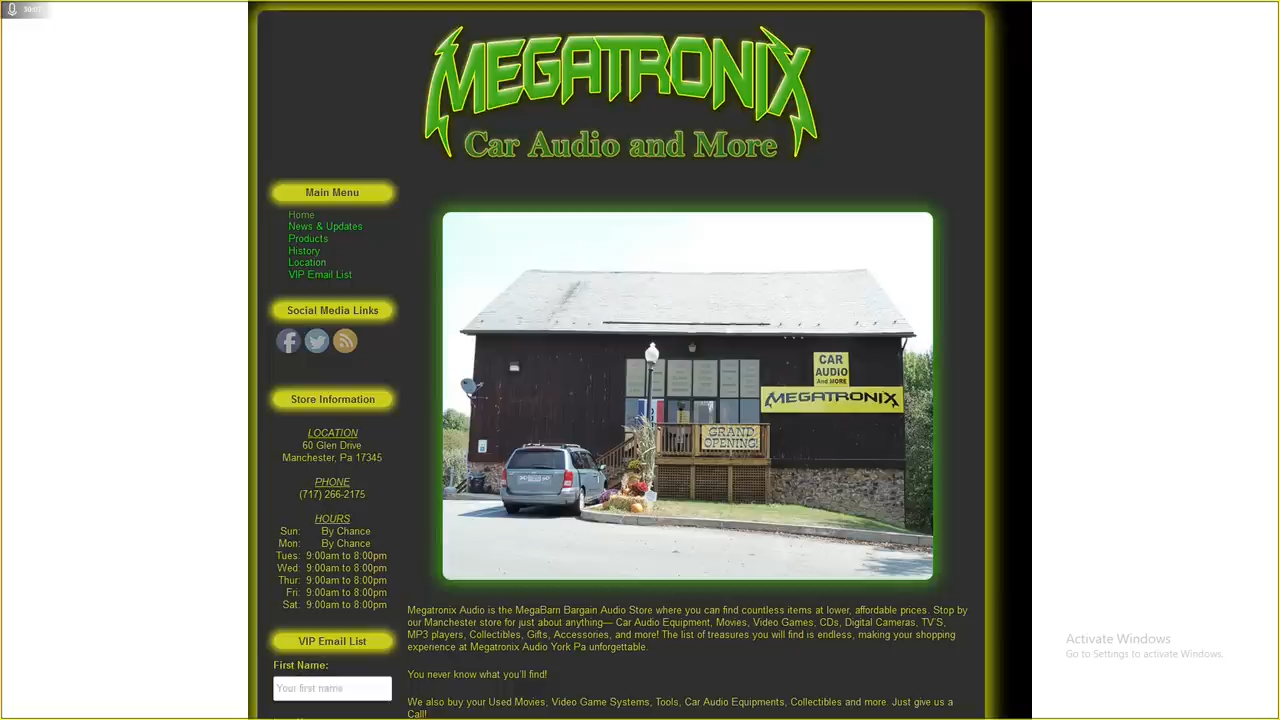 30:07
MEGATRONIX
Car Audio and More
Main Menu
Home
News & Updates
Products
History
Location
VIP Email List
Social Media Links
Store Information
LOCATION
60 Glen Drive
Manchester, Pa 17345
PHONE
(717) 266-2175
HOURS
Sun: By Chance
Mon: By Chance
Tues: 9:00am to 8:00pm
Wed: 9:00am to 8:00pm
Thur: 9:00am to 8:00pm
Fri: 9:00am to 8:00pm
Sat. 9:00am to 8:00pm
VIP Email List
First Name:
Your first name
CAR
AUDIO
And MORE
MEGATRONIX
GRAND
OPENING
Megatronix Audio is the MegaBarn Bargain Audio Store where you can find countless items at lower, affordable prices. Stop by
our Manchester store for just about anything— Car Audio Equipment, Movies, Video Games, CDs, Digital Cameras, TV'S,
MP3 players, Collectibles, Gifts, Accessories, and more! The list of treasures you will find is endless, making your shopping
experience at Megatronix Audio York Pa unforgettable.
You never know what you'll find!
We also buy your Used Movies, Video Game Systems, Tools, Car Audio Equipments, Collectibles and more. Just give us a
Call!
Activate Windows
Go to Settings to activate Windows.